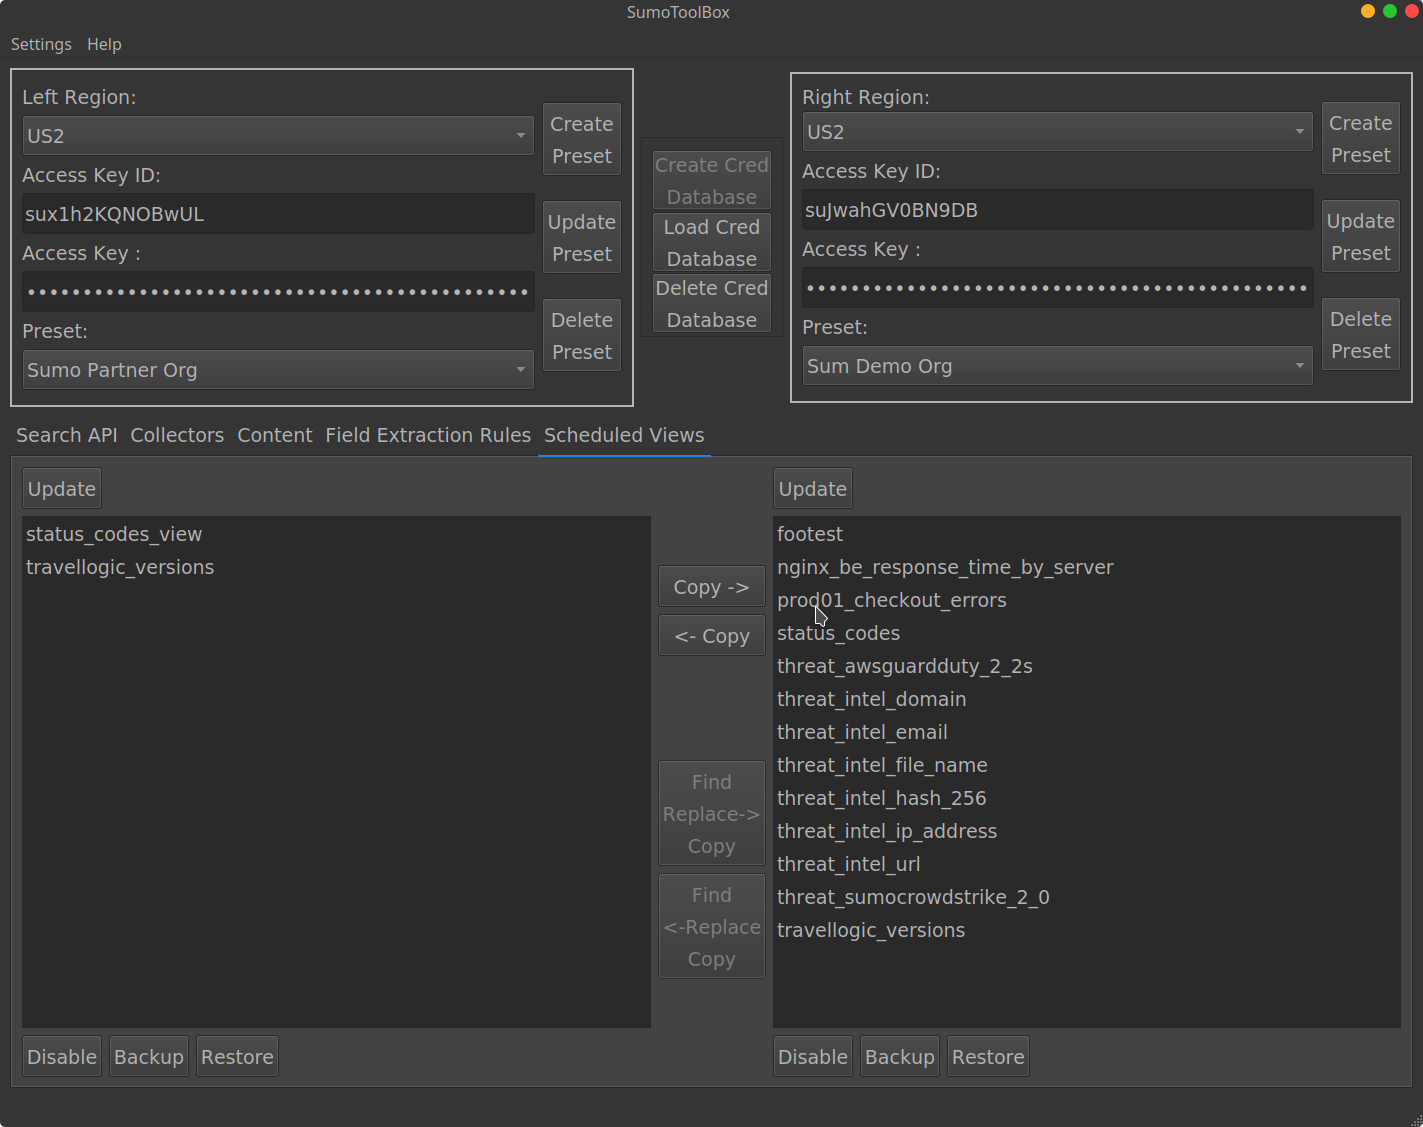 SumoToolBox
Settings Help
Left Region:
US2
Access Key ID:
sux1h2KQNOBwUL
Access Key :
Preset:
Sumo Partner Org
Create
Preset
Update
Preset
Delete
Preset
Create Cred
Database
Load Cred
Database
Delete Cred
Database
Right Region:
US2
Access Key ID:
suJwahGV0BN9DB
Access Key :
Preset:
Sum Demo Org
Create
Preset
Update
Preset
Delete
Preset
Search API Collectors Content Field Extraction Rules Scheduled Views
Update
status_codes_view
travellogic_versions
Disable Backup Restore
Copy ->
<- Copy
Find
Replace->
Copy
Find
<-Replace
Copy
Update
footest
nginx_be_response_time_by_server
prod01_checkout_errors
status_codes
threat_awsguardduty_2_2s
threat_intel_domain
threat_intel_email
threat_intel_file_name
threat_intel_hash_256
threat_intel_ip_address
threat_intel_url
threat_sumocrowdstrike_2_0
travellogic_versions
Disable Backup Restore